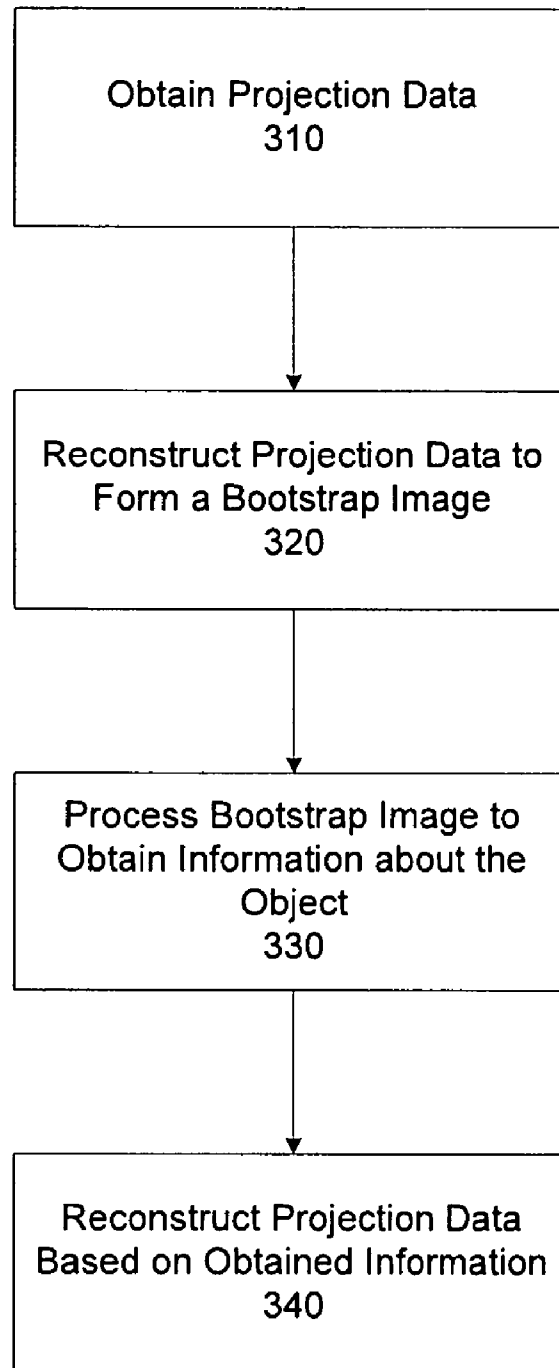 Obtain Projection Data
310
Reconstruct Projection Data to
Form a Bootstrap Image
320
Process Bootstrap Image to
Obtain Information about the
Object
330
Reconstruct Projection Data
Based on Obtained Information
340